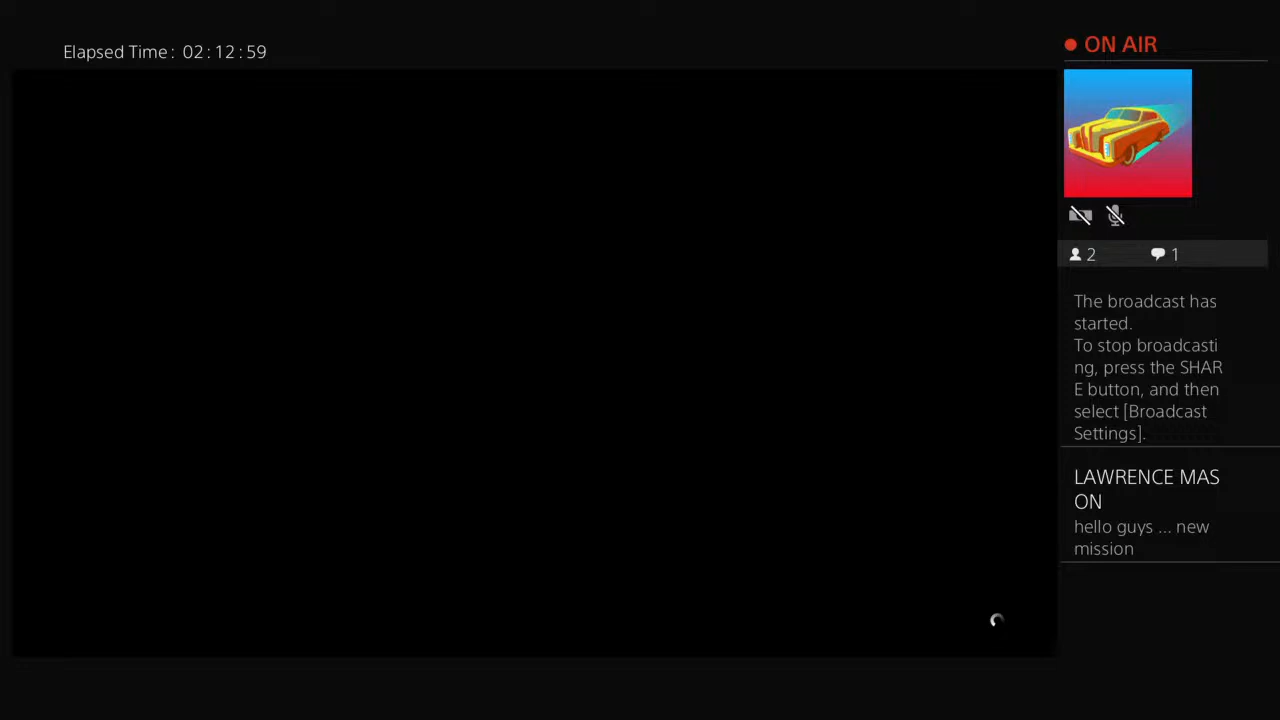 Elapsed Time: 02:12:59
ON AIR
2 1
The broadcast has
started.
To stop broadcasti
ng, press the SHAR
E button, and then
select [Broadcast
Settings].
LAWRENCE MAS
ON
hello guys ... new
mission